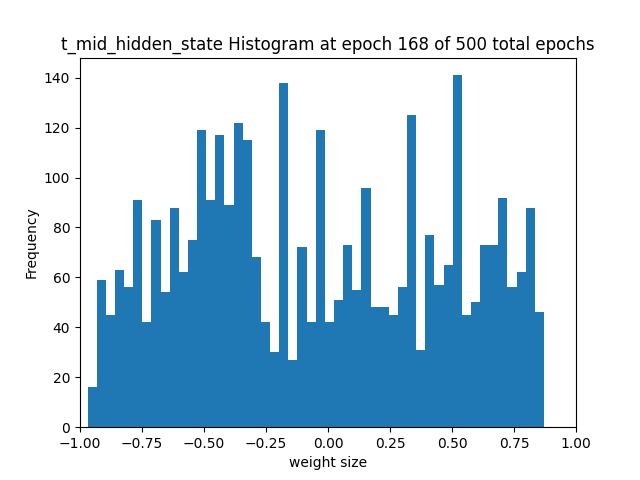 t_mid_hidden_state Histogram at epoch 168 of 500 total epochs
140
120
100
80
60
40
20
0
Frequency
−1.00 −0.75 −0.50 −0.25 0.00 0.25 0.50 0.75 1.00
weight size